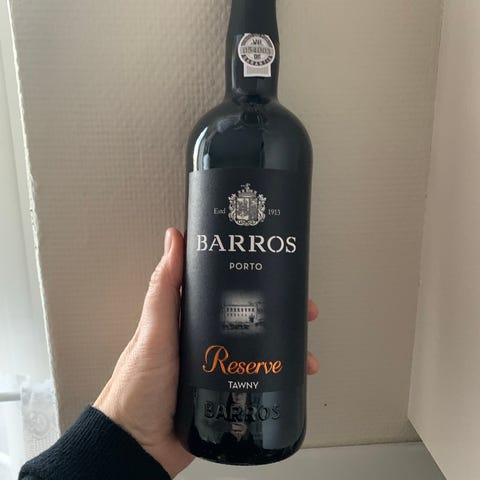 Estd 1913
BARROS
PORTO
Reserve
TAWNY
BARROS